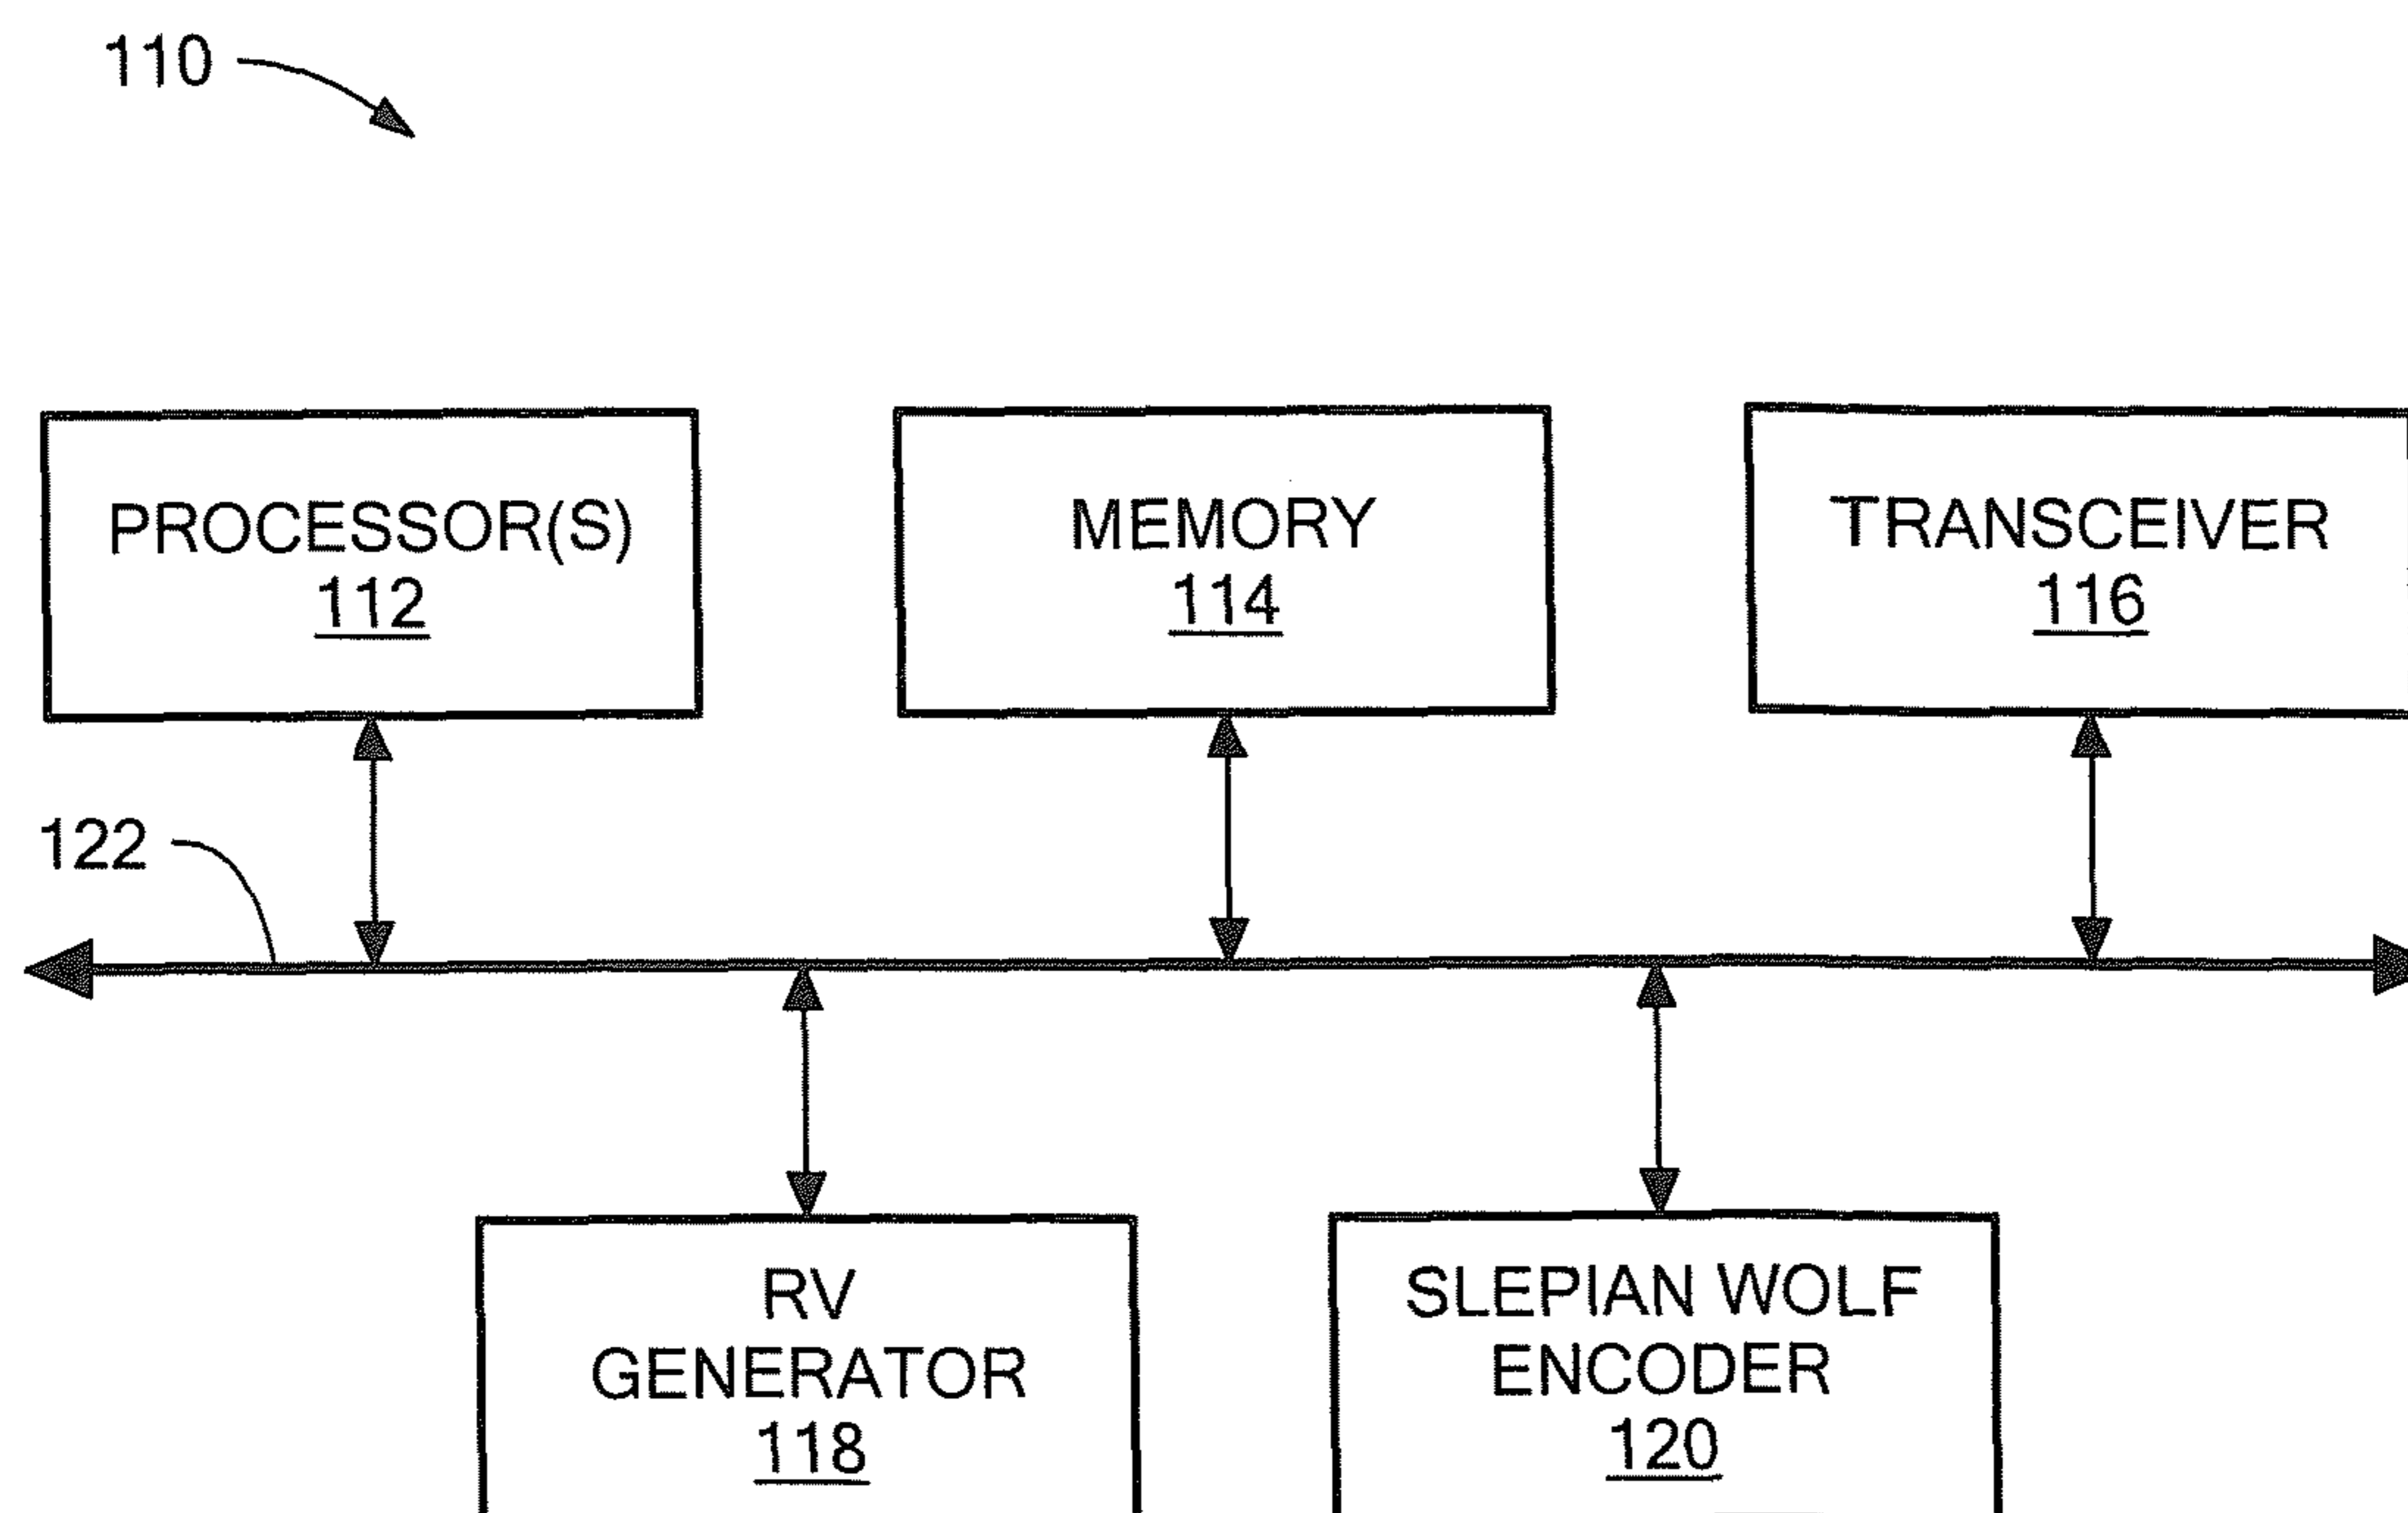 110
PROCESSOR(S)
112
MEMORY
114
TRANSCEIVER
116
122
RV
GENERATOR
118
SLEPIAN WOLF
ENCODER
120